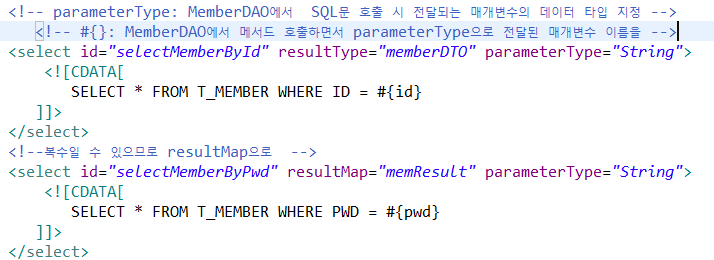 <!-- parameterType: MemberDAO에서  SQL문 호출 시 전달되는 매개변수의 데이터 타입 지정 -->
<!-- #{}: MemberDAO에서 메서드 호출하면서 parameterType으로 전달된 매개변수 이름을 -->
<select id="selectMemberById" resultType="memberDTO" parameterType="String">
<![CDATA[
SELECT * FROM T_MEMBER WHERE ID = #{id}
]]>
</select>
<!--복수일 수 있으므로 resultMap으로  -->
<select id="selectMemberByPwd" resultMap="memResult" parameterType="String">
<![CDATA[
SELECT * FROM T_MEMBER WHERE PWD = #{pwd}
]]>
</select>